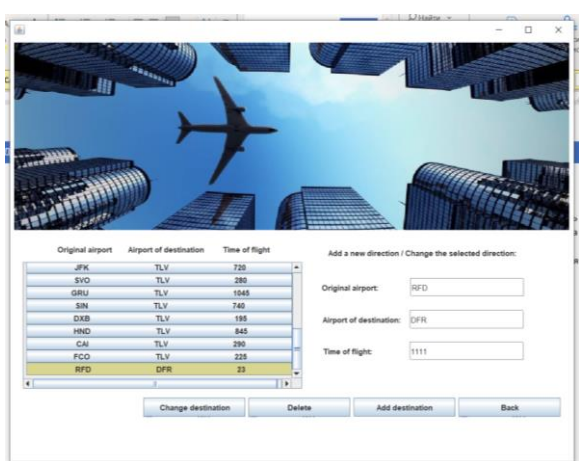 Найти
Original airport Airport of destination Time of flight
JFK TLV 720
SVO TLV 280
GRU TLV 1045
SIN TLV 740
DXB TLV 195
HND TLV 845
CAI TLV 290
FCO TLV 225
RFD DFR 23
Add a new direction / Change the selected direction:
Original airport: RFD
Airport of destination: DFR
Time of flight: 1111
Change destination Delete Add destination Back